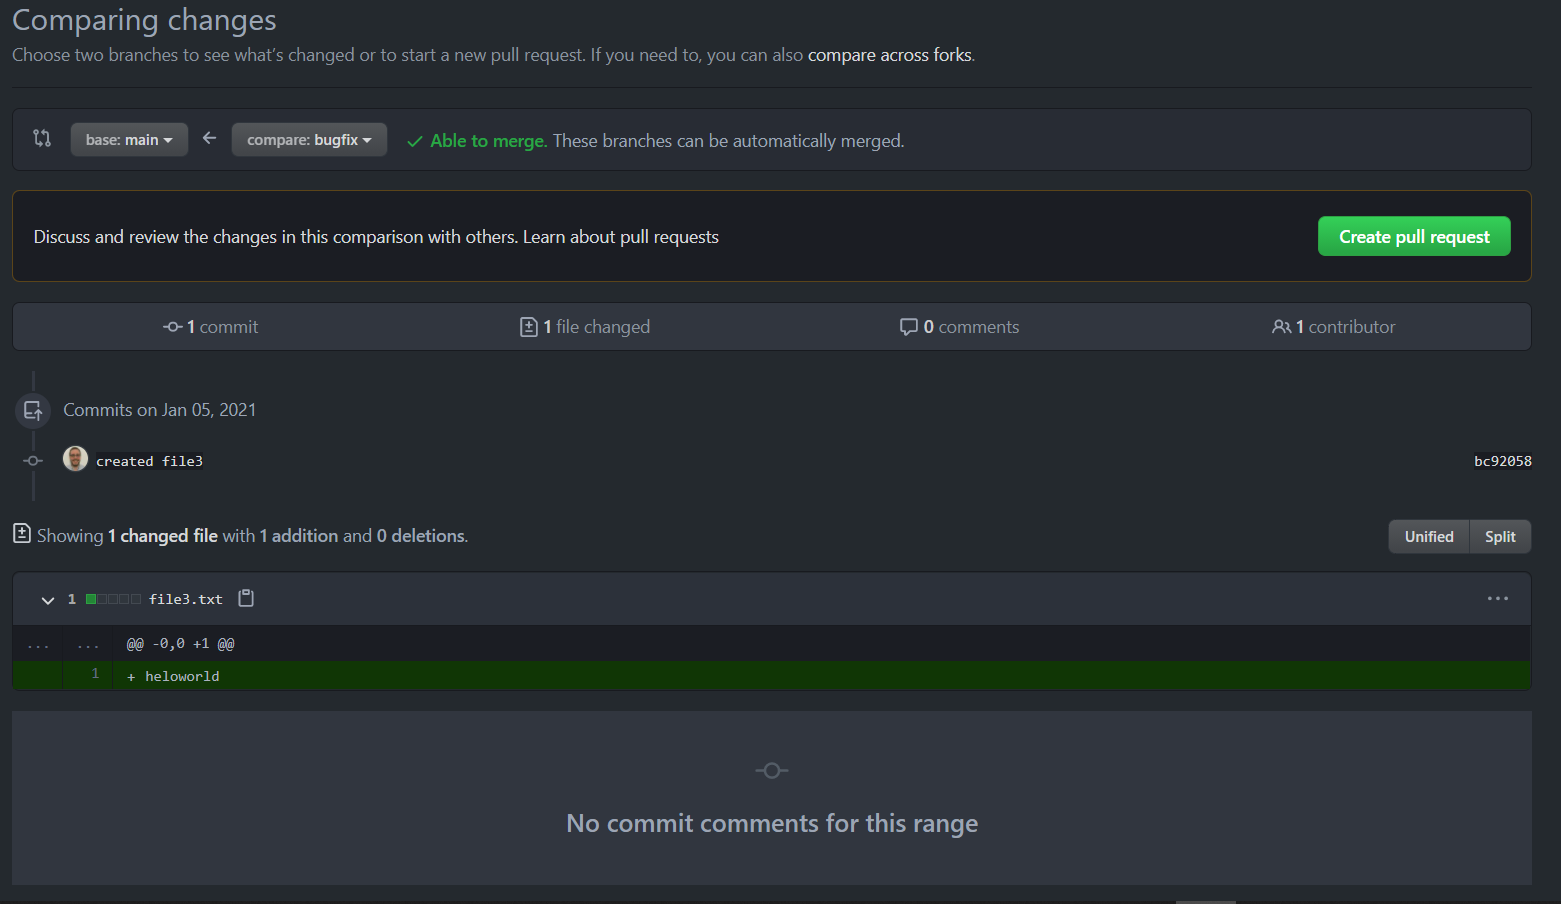 Comparing changes
Choose two branches to see what's changed or to start a new pull request. If you need to, you can also compare across forks.
base: main compare: bugfix Able to merge. These branches can be automatically merged.
Discuss and review the changes in this comparison with others. Learn about pull requests Create pull request
1 commit 1 file changed 0 comments 1 contributor
Commits on Jan 05, 2021
created file3 bc92058
Showing 1 changed file with 1 addition and 0 deletions. Unified Split
1 file3.txt ...
... ... @@ -0,0 +1 @@
1 + heloworld
No commit comments for this range